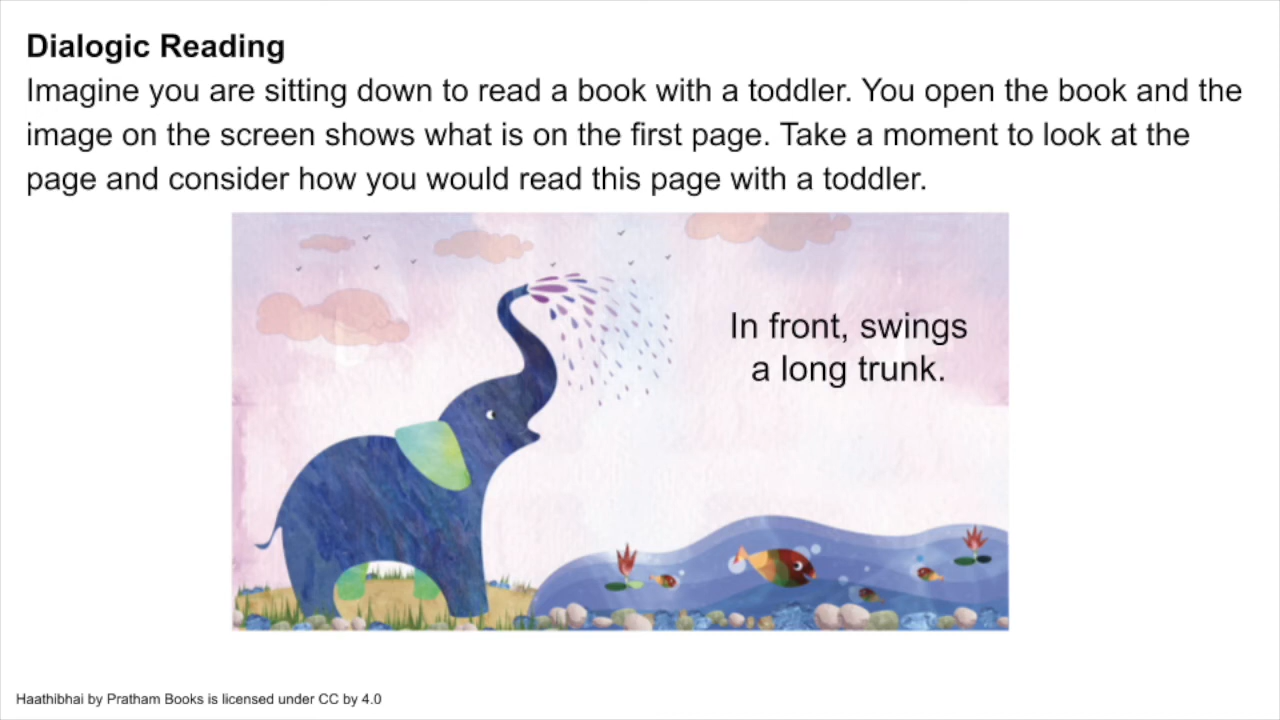 Dialogic Reading
Imagine you are sitting down to read a book with a toddler. You open the book and the
image on the screen shows what is on the first page. Take a moment to look at the
page and consider how you would read this page with a toddler.
In front, swings
a long trunk.
Haathibhai by Pratham Books is licensed under CC by 4.0